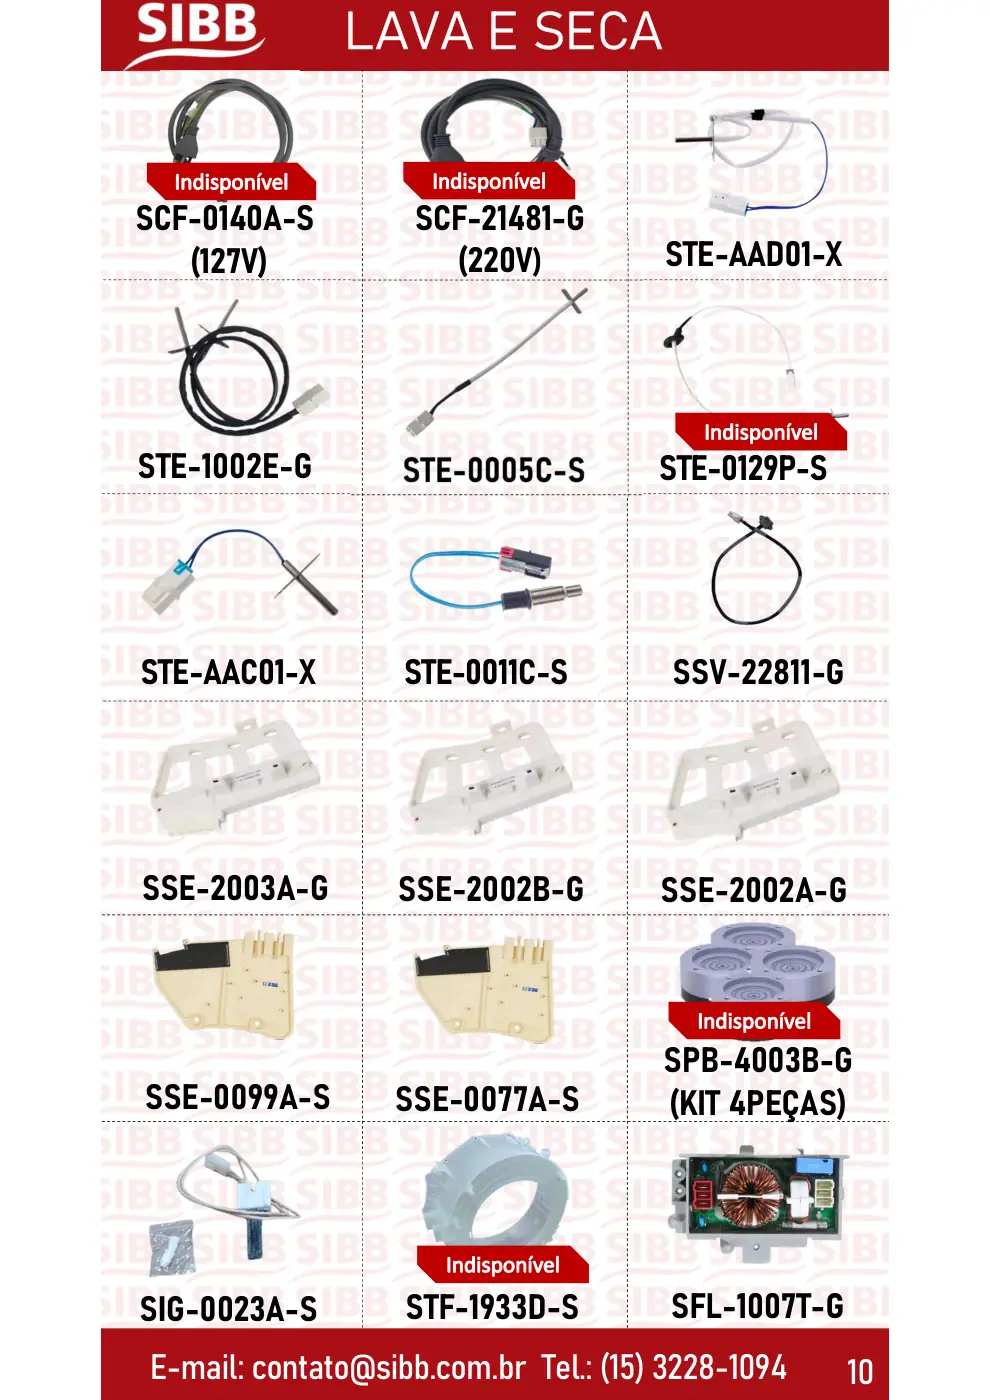 SIBB
LAVA E SECA
Indisponível
SCF-0140A-S
(127V)
Indisponível
SCF-21481-G
(220V)
STE-AAD01-X
STE-1002E-G
STE-0005C-S
Indisponível
STE-0129P-S
STE-AAC01-X
STE-0011C-S
SSV-22811-G
SSE-2003A-G
SSE-2002B-G
SSE-2002A-G
SSE-0099A-S
SSE-0077A-S
Indisponível
SPB-4003B-G
(KIT 4PEÇAS)
SIG-0023A-S
Indisponível
STF-1933D-S
SFL-1007T-G
E-mail: contato@sibb.com.br Tel.: (15) 3228-1094
10